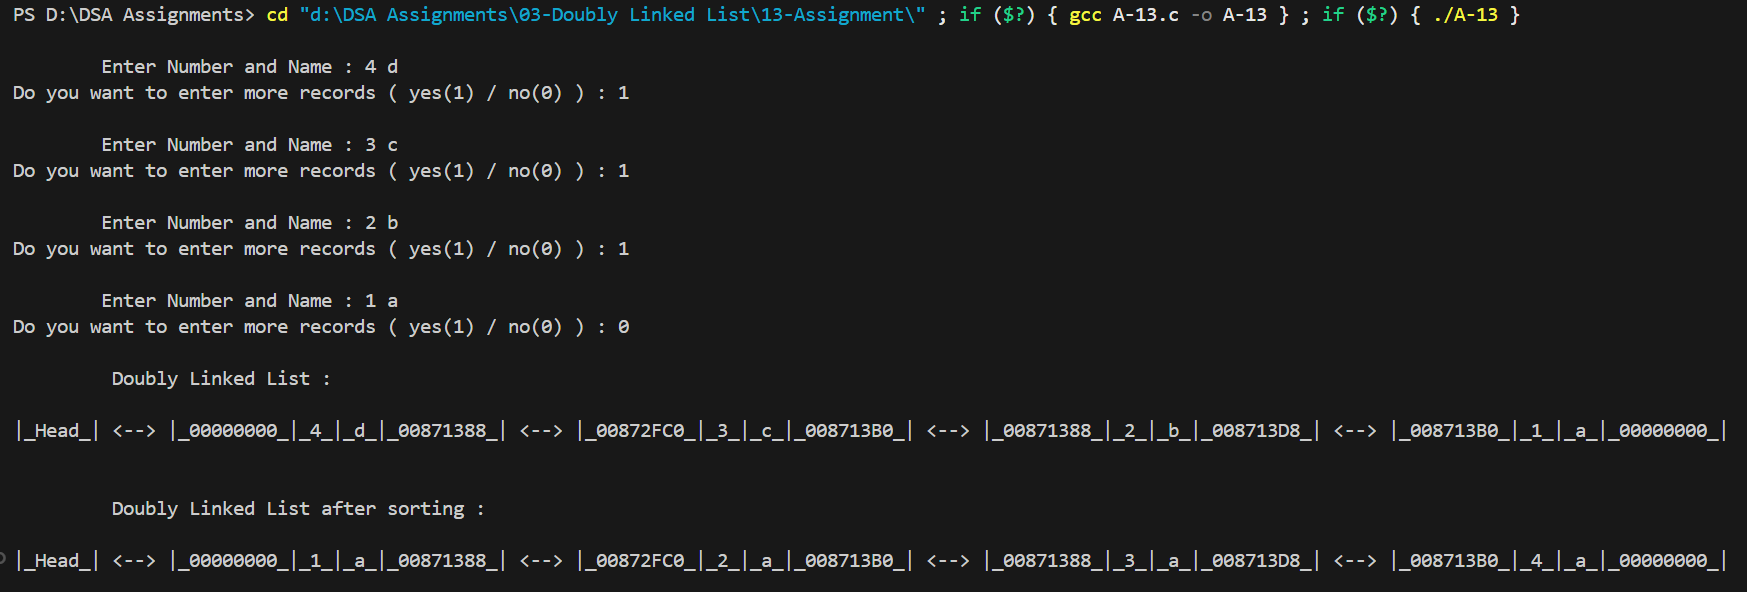 PS D:\DSA Assignments> cd "d:\DSA Assignments\03-Doubly Linked List\13-Assignment\" ; if ($?) { gcc A-13.c -o A-13 } ; if ($?) { ./A-13 }
Enter Number and Name : 4 d
Do you want to enter more records ( yes(1) / no(0) ) : 1
Enter Number and Name : 3 c
Do you want to enter more records ( yes(1) / no(0) ) : 1
Enter Number and Name : 2 b
Do you want to enter more records ( yes(1) / no(0) ) : 1
Enter Number and Name : 1 a
Do you want to enter more records ( yes(1) / no(0) ) : 0
Doubly Linked List :
|_Head_| <--> |_00000000_|_4_|_d_|_00871388_| <--> |_00872FC0_|_3_|_c_|_008713B0_| <--> |_00871388_|_2_|_b_|_008713D8_| <--> |_008713B0_|_1_|_a_|_00000000_|
Doubly Linked List after sorting :
|_Head_| <--> |_00000000_|_1_|_a_|_00871388_| <--> |_00872FC0_|_2_|_a_|_008713B0_| <--> |_00871388_|_3_|_a_|_008713D8_| <--> |_008713B0_|_4_|_a_|_00000000_|